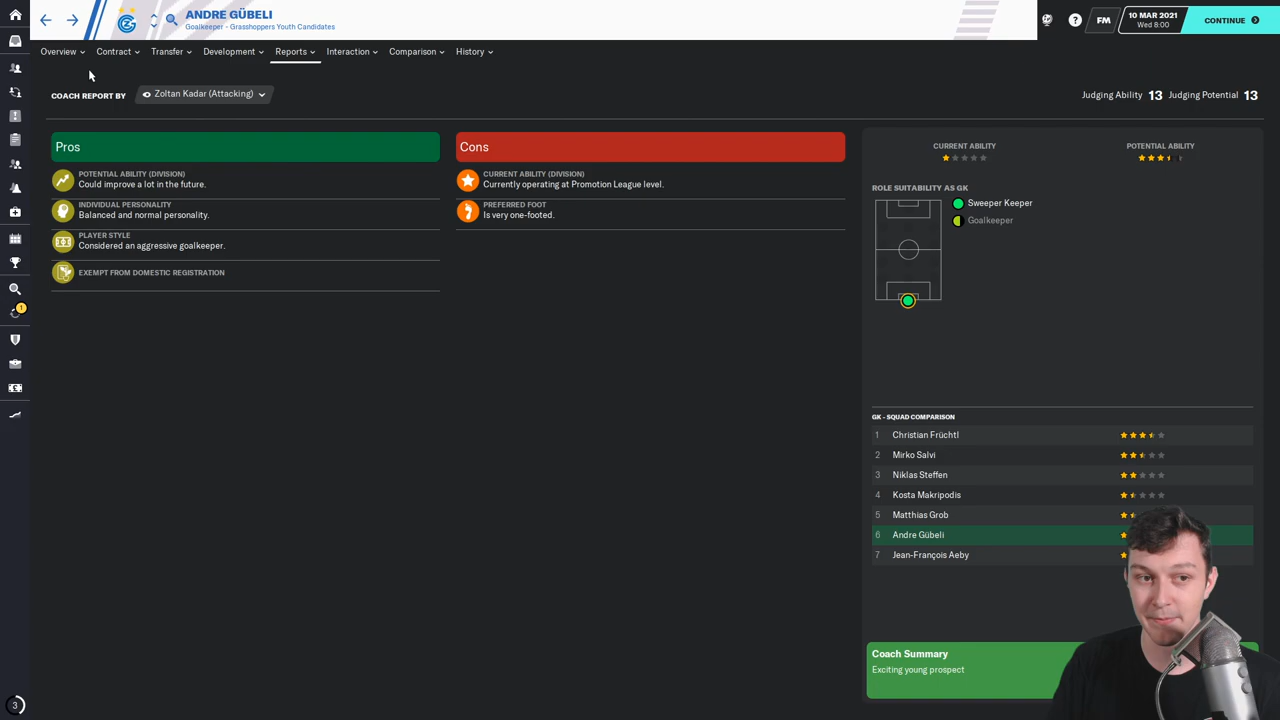 ANDRE GÜBELI
Goalkeeper - Grasshoppers Youth Candidates
FM
10 MAR 2021
Wed 8:00
CONTINUE
Overview
Contract
Transfer
Development
Reports
Interaction
Comparison
History
COACH REPORT BY
Zoltan Kadar (Attacking)
Judging Ability 13 Judging Potential 13
Pros
POTENTIAL ABILITY (DIVISION)
Could improve a lot in the future.
INDIVIDUAL PERSONALITY
Balanced and normal personality.
PLAYER STYLE
Considered an aggressive goalkeeper.
EXEMPT FROM DOMESTIC REGISTRATION
Cons
CURRENT ABILITY (DIVISION)
Currently operating at Promotion League level.
PREFERRED FOOT
Is very one-footed.
CURRENT ABILITY
POTENTIAL ABILITY
ROLE SUITABILITY AS GK
Sweeper Keeper
Goalkeeper
GK - SQUAD COMPARISON
1 Christian Früchtl
2 Mirko Salvi
3 Niklas Steffen
4 Kosta Makripodis
5 Matthias Grob
6 Andre Gübeli
7 Jean-François Aeby
Coach Summary
Exciting young prospect
1
3